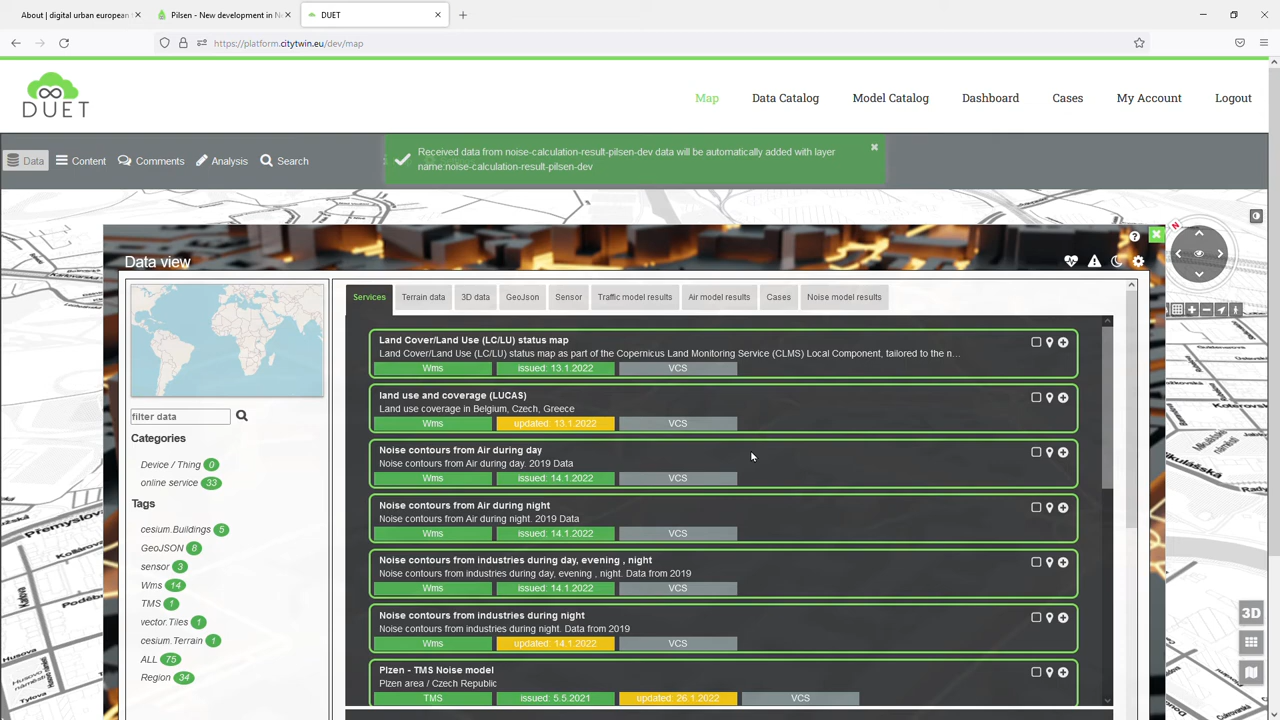 About | digital urban european
Pilsen - New development in N
DUET
https://platform.citytwin.eu/dev/map
DUET
Map
Data Catalog
Model Catalog
Dashboard
Cases
My Account
Logout
Data
Content
Comments
Analysis
Search
Received data from noise-calculation-result-pilsen-dev data will be automatically added with layer
name:noise-calculation-result-pilsen-dev
Data view
Services
Terrain data
3D data
GeoJson
Sensor
Traffic model results
Air model results
Cases
Noise model results
filter data
Categories
Device / Thing 0
online service 33
Tags
cesium.Buildings 5
GeoJSON 8
sensor 3
Wms 14
TMS 1
vector.Tiles 1
cesium.Terrain 1
ALL 75
Region 34
Land Cover/Land Use (LC/LU) status map
Land Cover/Land Use (LC/LU) status map as part of the Copernicus Land Monitoring Service (CLMS) Local Component, tailored to the n...
Wms issued: 13.1.2022 VCS
land use and coverage (LUCAS)
Land use coverage in Belgium, Czech, Greece
Wms updated: 13.1.2022 VCS
Noise contours from Air during day
Noise contours from Air during day. 2019 Data
Wms issued: 14.1.2022 VCS
Noise contours from Air during night
Noise contours from Air during night. 2019 Data
Wms issued: 14.1.2022 VCS
Noise contours from industries during day, evening , night
Noise contours from industries during day, evening , night. Data from 2019
Wms issued: 14.1.2022 VCS
Noise contours from industries during night
Noise contours from industries during night. Data from 2019
Wms updated: 14.1.2022 VCS
Plzen - TMS Noise model
Plzen area / Czech Republic
TMS issued: 5.5.2021 updated: 26.1.2022 VCS
3D